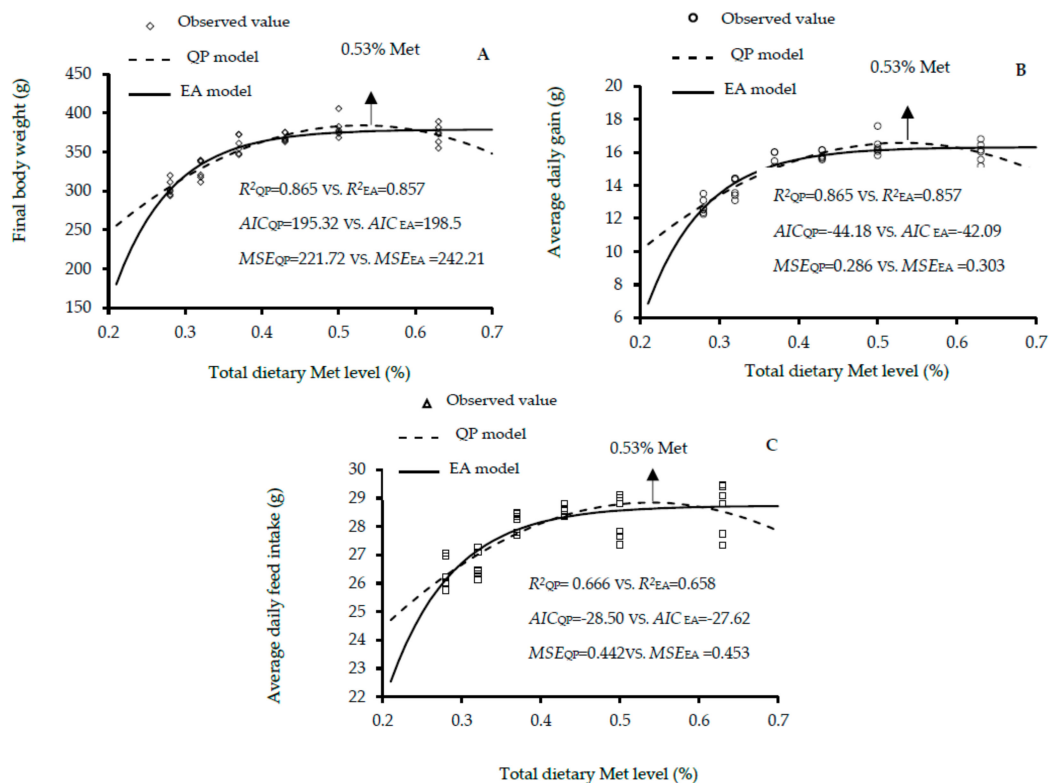 Observed value
QP model
EA model
0.53% Met
A
Final body weight (g)
450
400
350
300
250
200
150
100
R²QP=0.865 VS. R²EA=0.857
AICQP=195.32 VS. AIC EA=198.5
MSEQP=221.72 VS. MSEEA =242.21
0.2 0.3 0.4 0.5 0.6 0.7
Total dietary Met level (%)
Observed value
QP model
EA model
0.53% Met
B
Average daily gain (g)
20
18
16
14
12
10
8
6
R²QP=0.865 VS. R²EA=0.857
AICQP=-44.18 VS. AIC EA=-42.09
MSEQP=0.286 VS. MSEEA =0.303
0.2 0.3 0.4 0.5 0.6 0.7
Total dietary Met level (%)
Observed value
QP model
EA model
0.53% Met
C
Average daily feed intake (g)
30
29
28
27
26
25
24
23
22
R²QP= 0.666 VS. R²EA=0.658
AICQP=-28.50 VS. AIC EA=-27.62
MSEQP=0.442VS. MSEEA =0.453
0.2 0.3 0.4 0.5 0.6 0.7
Total dietary Met level (%)